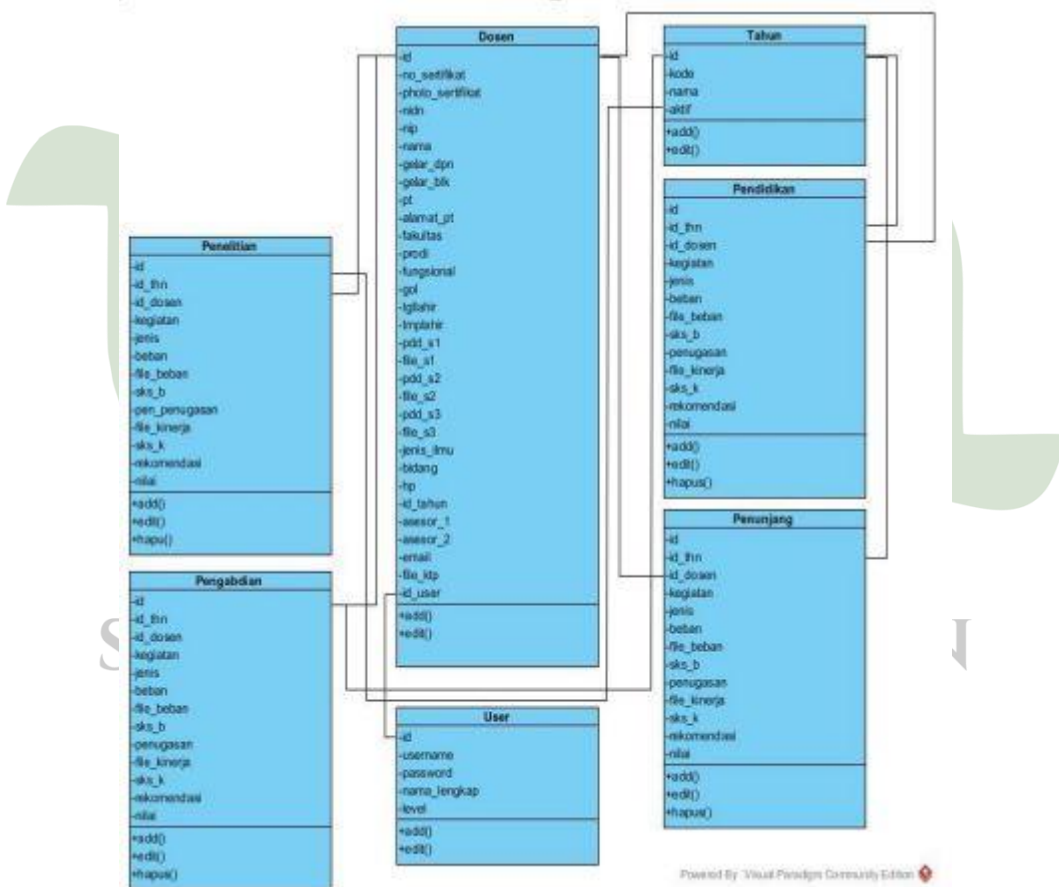 Dosen
-id
-no_sertifikat
-photo_sertifikat
-nidn
-nip
-nama
-gelar_dpn
-gelar_blk
-pt
-alamat_pt
-fakultas
-prodi
-fungsional
-gol
-tgllahir
-tmplahir
-pdd_s1
-file_s1
-pdd_s2
-file_s2
-pdd_s3
-file_s3
-jenis_ilmu
-bidang
-hp
-id_tahun
-asesor_1
-asesor_2
-email
-file_ktp
-id_user
+add()
+edit()
Tahun
-id
-kode
-nama
-aktif
+add()
+edit()
Pendidikan
-id
-id_thn
-id_dosen
-kegiatan
-jenis
-beban
-file_beban
-sks_b
-penugasan
-file_kinerja
-sks_k
-rekomendasi
-nilai
+add()
+edit()
+hapus()
Penelitian
-id
-id_thn
-id_dosen
-kegiatan
-jenis
-beban
-file_beban
-sks_b
-pen_penugasan
-file_kinerja
-sks_k
-rekomendasi
-nilai
+add()
+edit()
+hapu()
Penunjang
-id
-id_thn
-id_dosen
-kegiatan
-jenis
-beban
-file_beban
-sks_b
-penugasan
-file_kinerja
-sks_k
-rekomendasi
-nilai
+add()
+edit()
+hapus()
Pengabdian
-id
-id_thn
-id_dosen
-kegiatan
-jenis
-beban
-file_beban
-sks_b
-penugasan
-file_kinerja
-sks_k
-rekomendasi
-nilai
+add()
+edit()
+hapus()
User
-id
-username
-password
-nama_lengkap
-level
+add()
+edit()
S
N
Powered By Visual Paradigm Community Edition